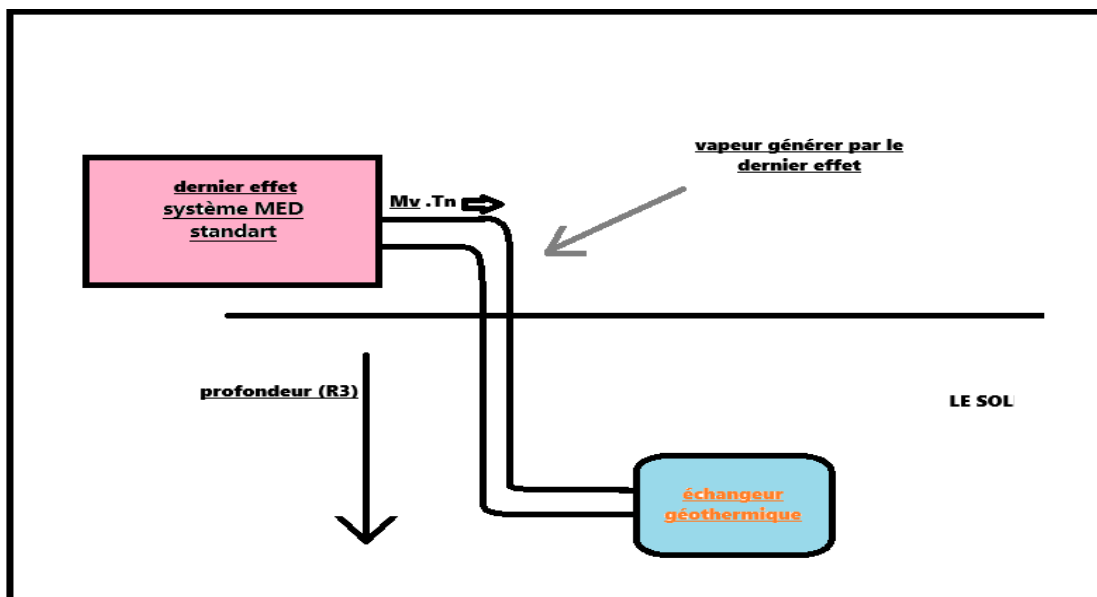 vapeur générer par le
dernier effet
dernier effet
système MED
standart
Mv .Tn
profondeur (R3)
LE SOL
échangeur
géothermique